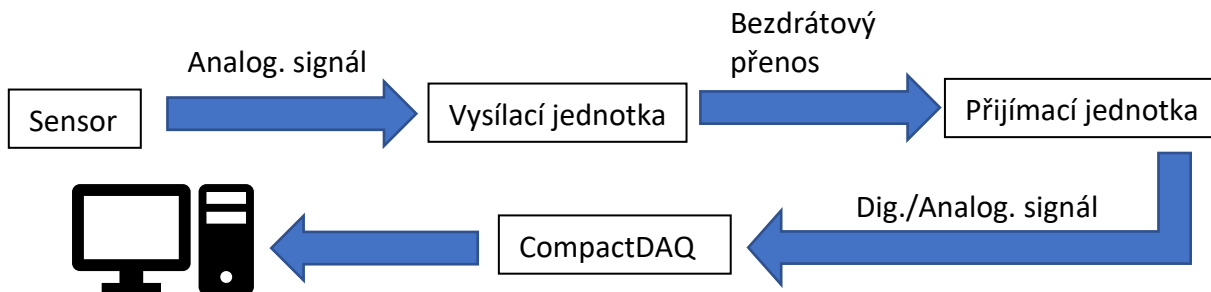 Sensor
Analog. signál
Vysílací jednotka
Bezdrátový
přenos
Přijímací jednotka
Dig./Analog. signál
CompactDAQ